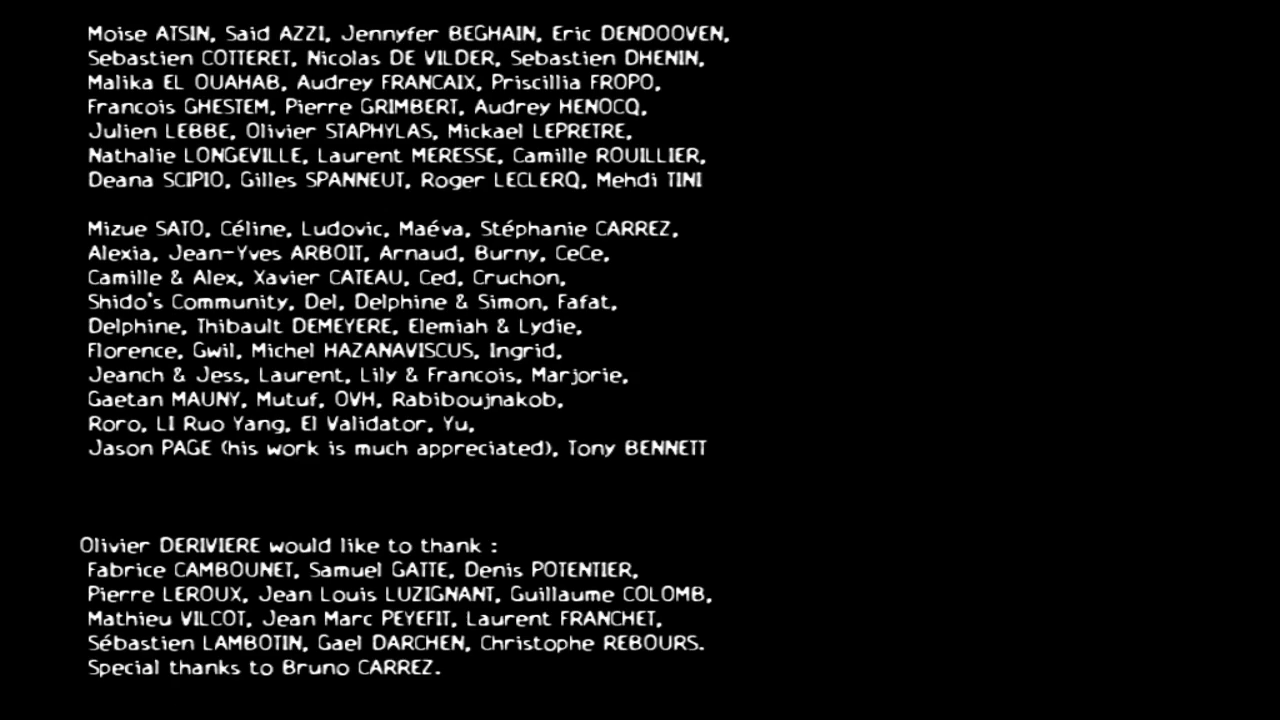 Moise ATSIN, Said AZZI, Jennyfer BEGHAIN, Eric DENDOOVEN,
Sebastien COTTERET, Nicolas DE VILDER, Sebastien DHENIN,
Malika EL OUAHAB, Audrey FRANCAIX, Priscillia FROPO,
Francois GHESTEM, Pierre GRIMBERT, Audrey HENOCQ,
Julien LEBBE, Olivier STAPHYLAS, Mickael LEPRETRE,
Nathalie LONGEVILLE, Laurent MERESSE, Camille ROUILLIER,
Deana SCIPIO, Gilles SPANNEUT, Roger LECLERQ, Mehdi TINI
Mizue SATO, Céline, Ludovic, Maéva, Stéphanie CARREZ,
Alexia, Jean-Yves ARBOIT, Arnaud, Burny, CeCe,
Camille & Alex, Xavier CATEAU, Ced, Cruchon,
Shido's Community, Del, Delphine & Simon, Fafat,
Delphine, Thibault DEMEYERE, Elemiah & Lydie,
Florence, Gwil, Michel HAZANAVISCUS, Ingrid,
Jeanch & Jess, Laurent, Lily & Francois, Marjorie,
Gaetan MAUNY, Mutuf, OVH, Rabiboujnakob,
Roro, LI Ruo Yang, El Validator, Yu,
Jason PAGE (his work is much appreciated), Tony BENNETT
Olivier DERIVIERE would like to thank :
Fabrice CAMBOUNET, Samuel GATTE, Denis POTENTIER,
Pierre LEROUX, Jean Louis LUZIGNANT, Guillaume COLOMB,
Mathieu VILCOT, Jean Marc PEYEFIT, Laurent FRANCHET,
Sébastien LAMBOTIN, Gael DARCHEN, Christophe REBOURS.
Special thanks to Bruno CARREZ.